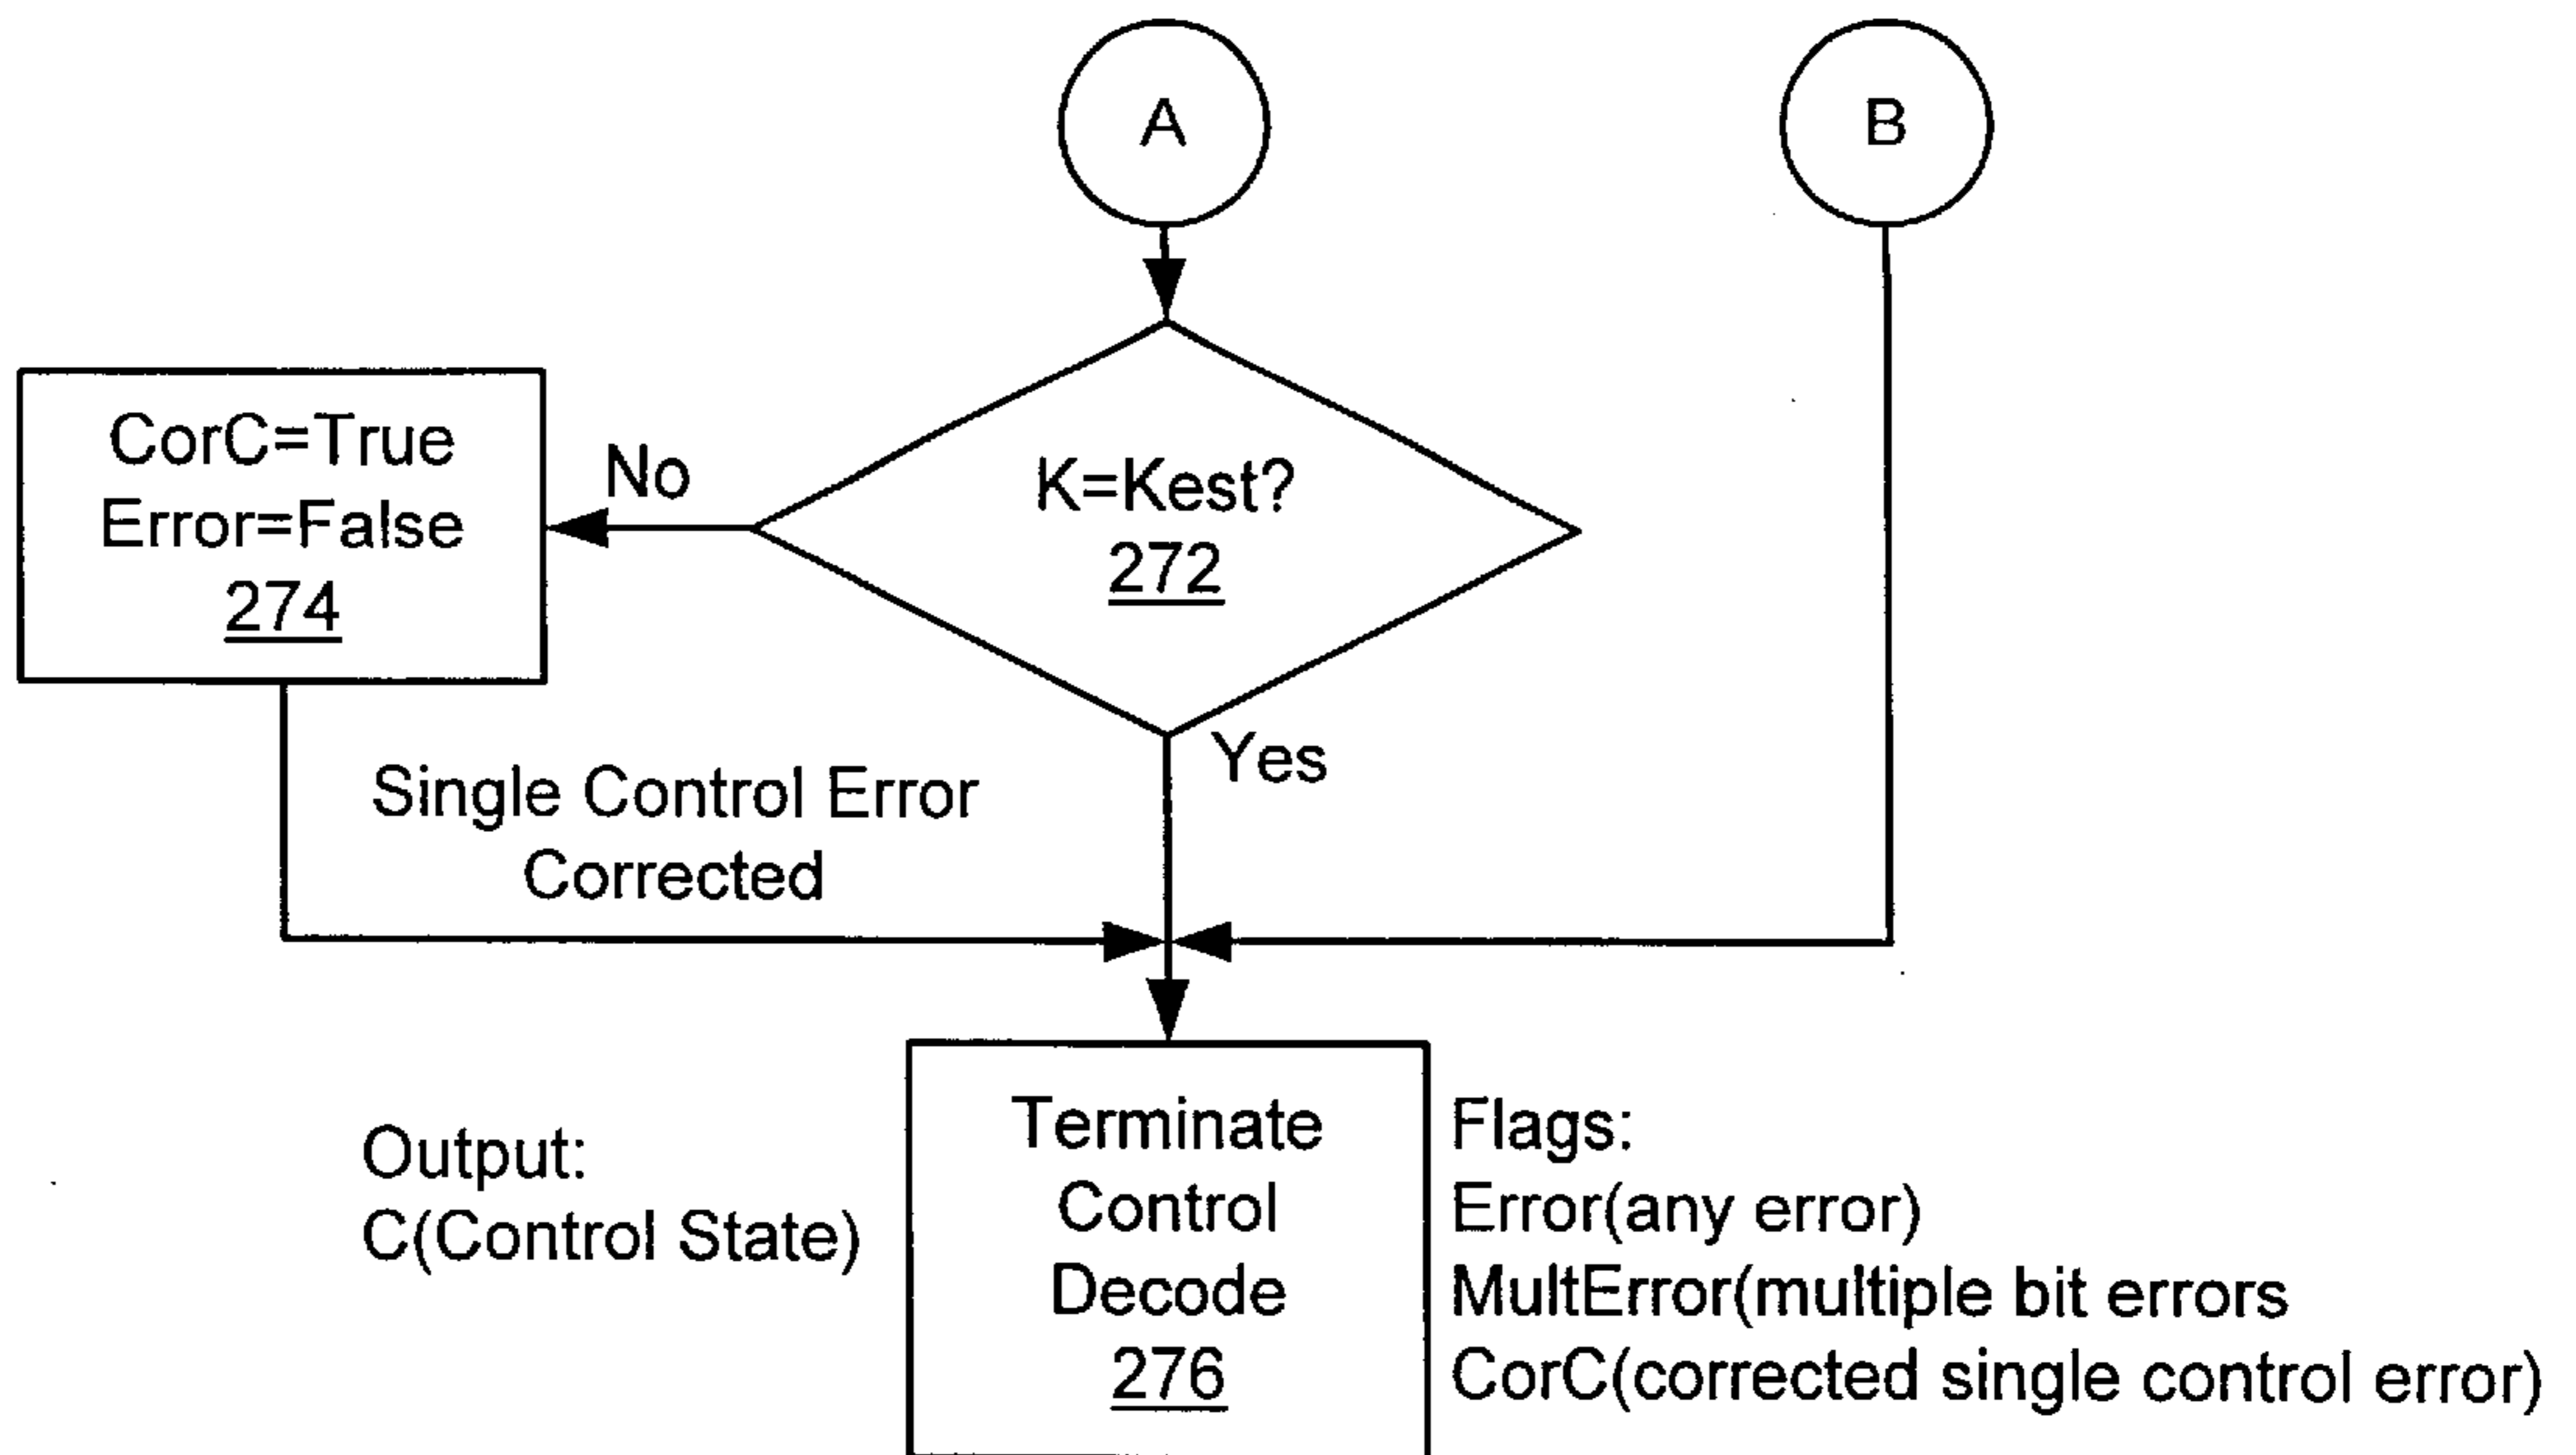 A
B
CorC=True
Error=False
274
No
K=Kest?
272
Yes
Single Control Error
Corrected
Output:
C(Control State)
Terminate
Control
Decode
276
Flags:
Error(any error)
MultError(multiple bit errors
CorC(corrected single control error)